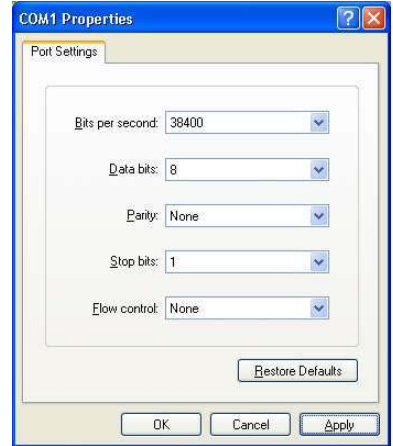 COM1 Properties
Port Settings
Bits per second: 38400
Data bits: 8
Parity: None
Stop bits: 1
Flow control: None
Restore Defaults
OK Cancel Apply